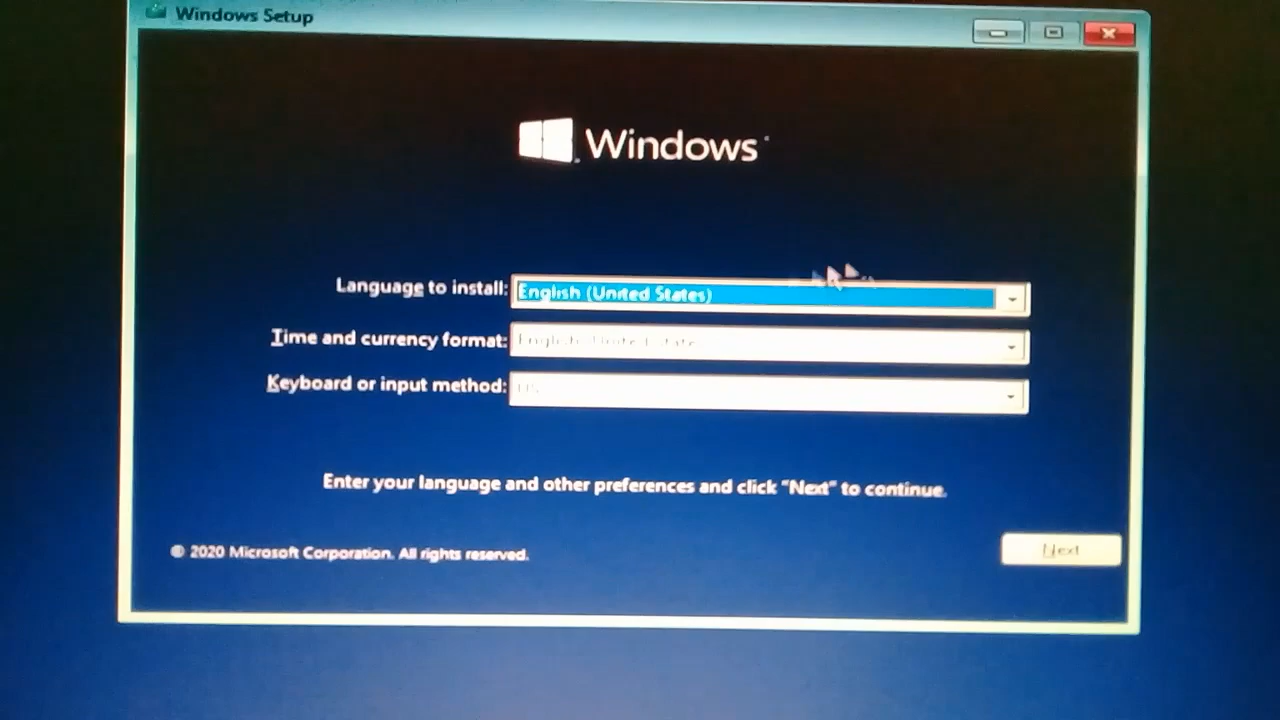 Windows Setup
Windows
Language to install: English (United States)
Time and currency format: English
Keyboard or input method:
Enter your language and other preferences and click "Next" to continue.
© 2020 Microsoft Corporation. All rights reserved.
Next